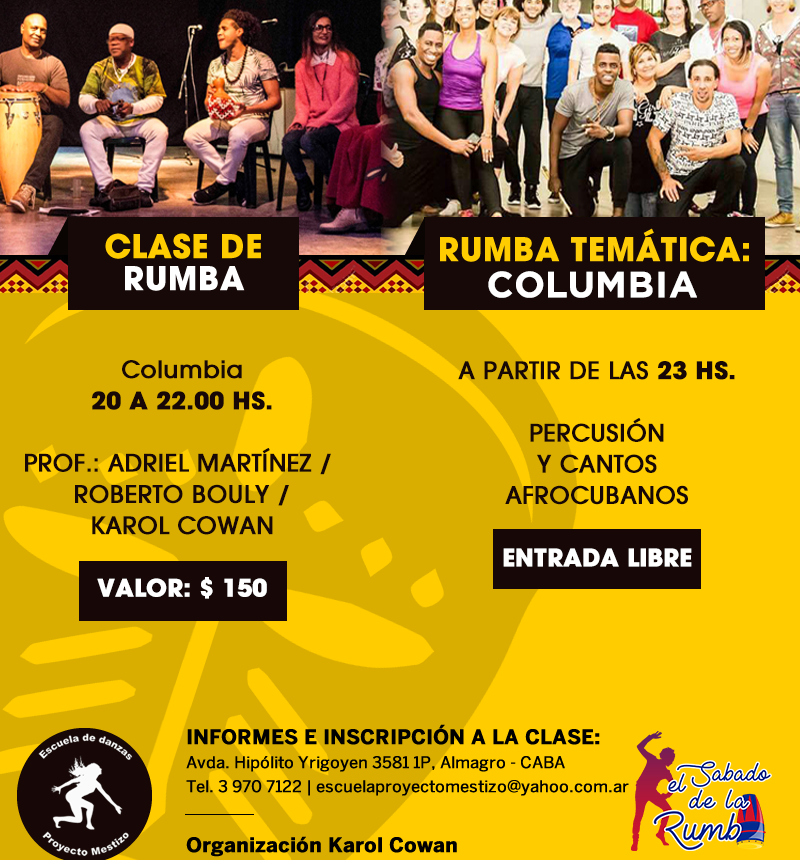 CLASE DE
RUMBA
Columbia
20 A 22.00 HS.
PROF.: ADRIEL MARTÍNEZ /
ROBERTO BOULY /
KAROL COWAN
VALOR: $ 150
RUMBA TEMÁTICA:
COLUMBIA
A PARTIR DE LAS 23 HS.
PERCUSIÓN
Y CANTOS
AFROCUBANOS
ENTRADA LIBRE
Escuela de danzas
Proyecto Mestizo
INFORMES E INSCRIPCIÓN A LA CLASE:
Avda. Hipólito Yrigoyen 3581 1P, Almagro - CABA
Tel. 3 970 7122 | escuelaproyectomestizo@yahoo.com.ar
Organización Karol Cowan
el Sabado
de la
Rumb